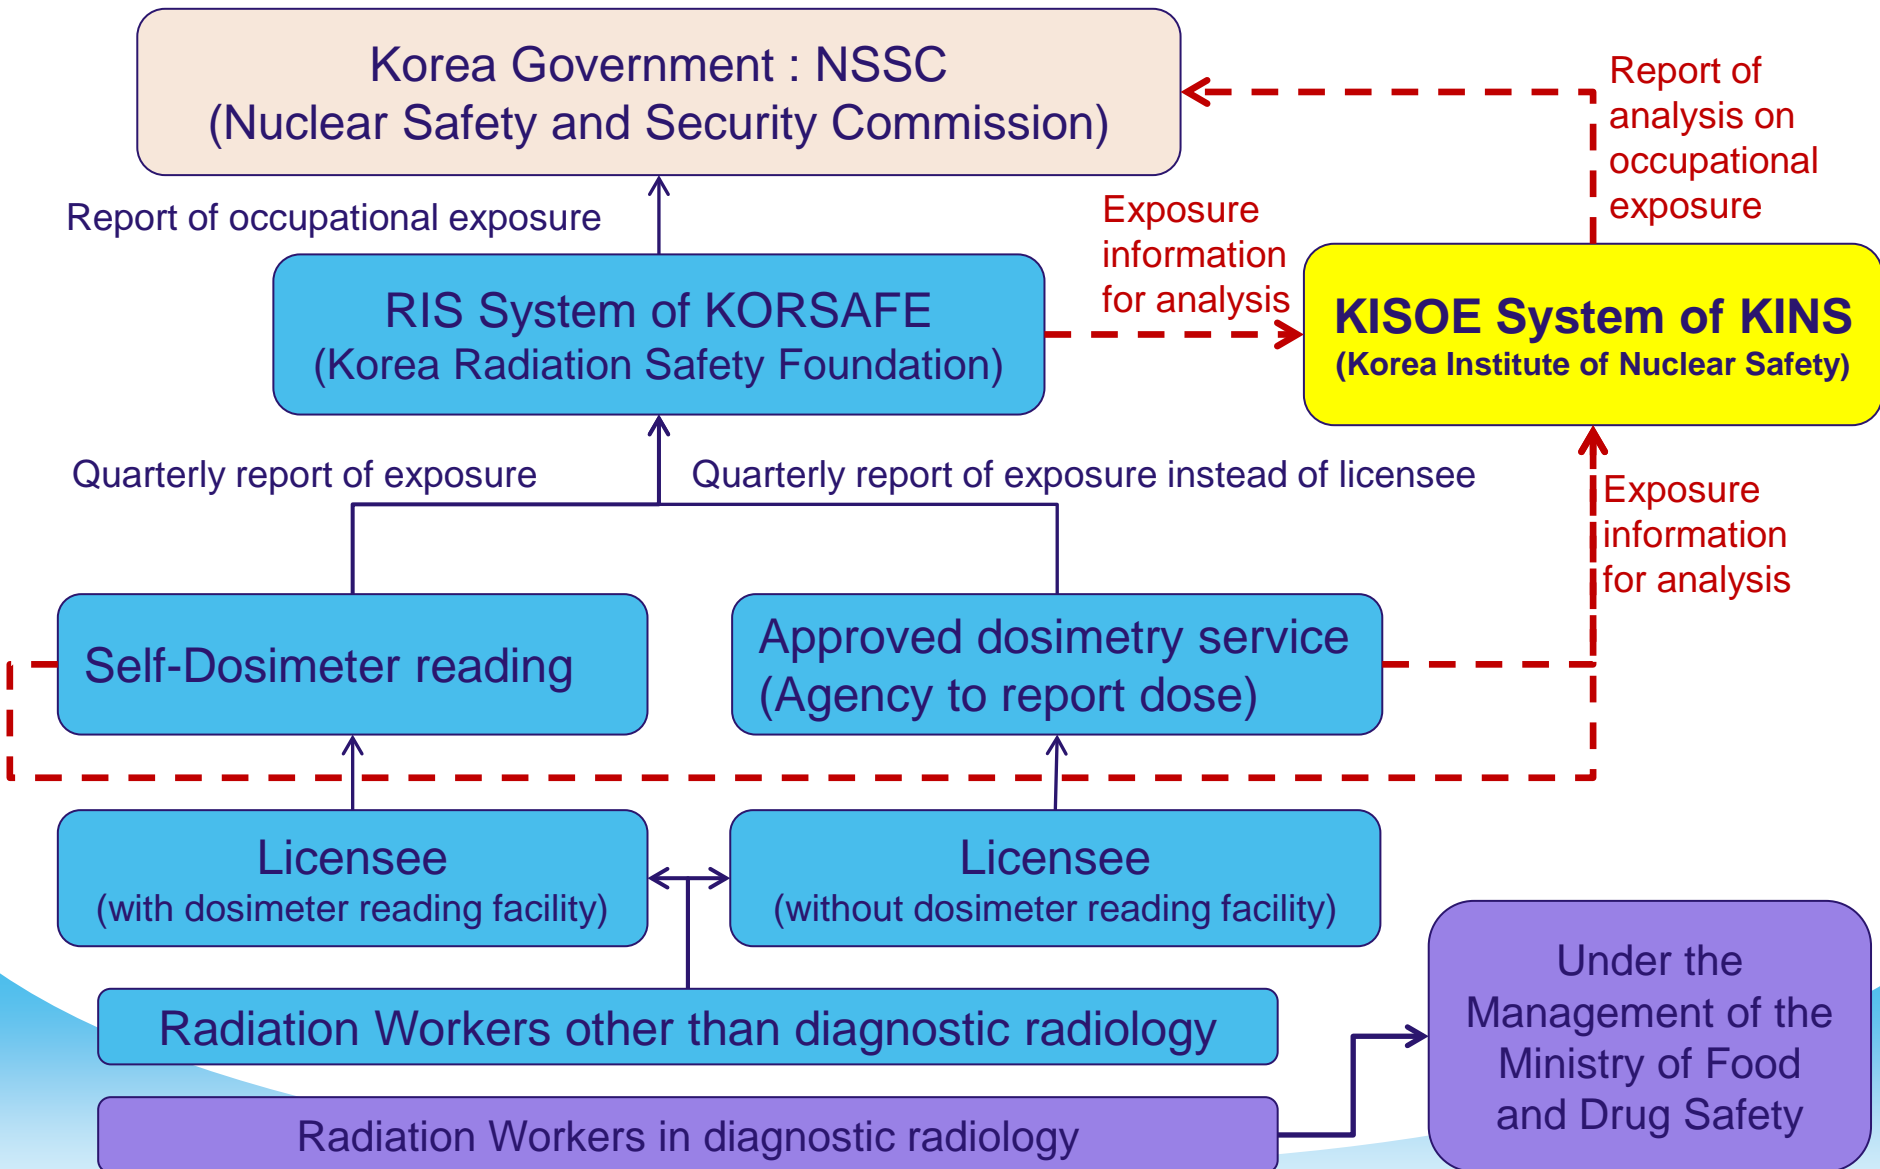 Korea Government : NSSC
(Nuclear Safety and Security Commission)
Report of
analysis on
occupational
exposure
Report of occupational exposure
Exposure
information
for analysis
RIS System of KORSAFE
(Korea Radiation Safety Foundation)
KISOE System of KINS
(Korea Institute of Nuclear Safety)
Quarterly report of exposure
Quarterly report of exposure instead of licensee
Exposure
information
for analysis
Self-Dosimeter reading
Approved dosimetry service
(Agency to report dose)
Licensee
(with dosimeter reading facility)
Licensee
(without dosimeter reading facility)
Radiation Workers other than diagnostic radiology
Under the
Management of the
Ministry of Food
and Drug Safety
Radiation Workers in diagnostic radiology